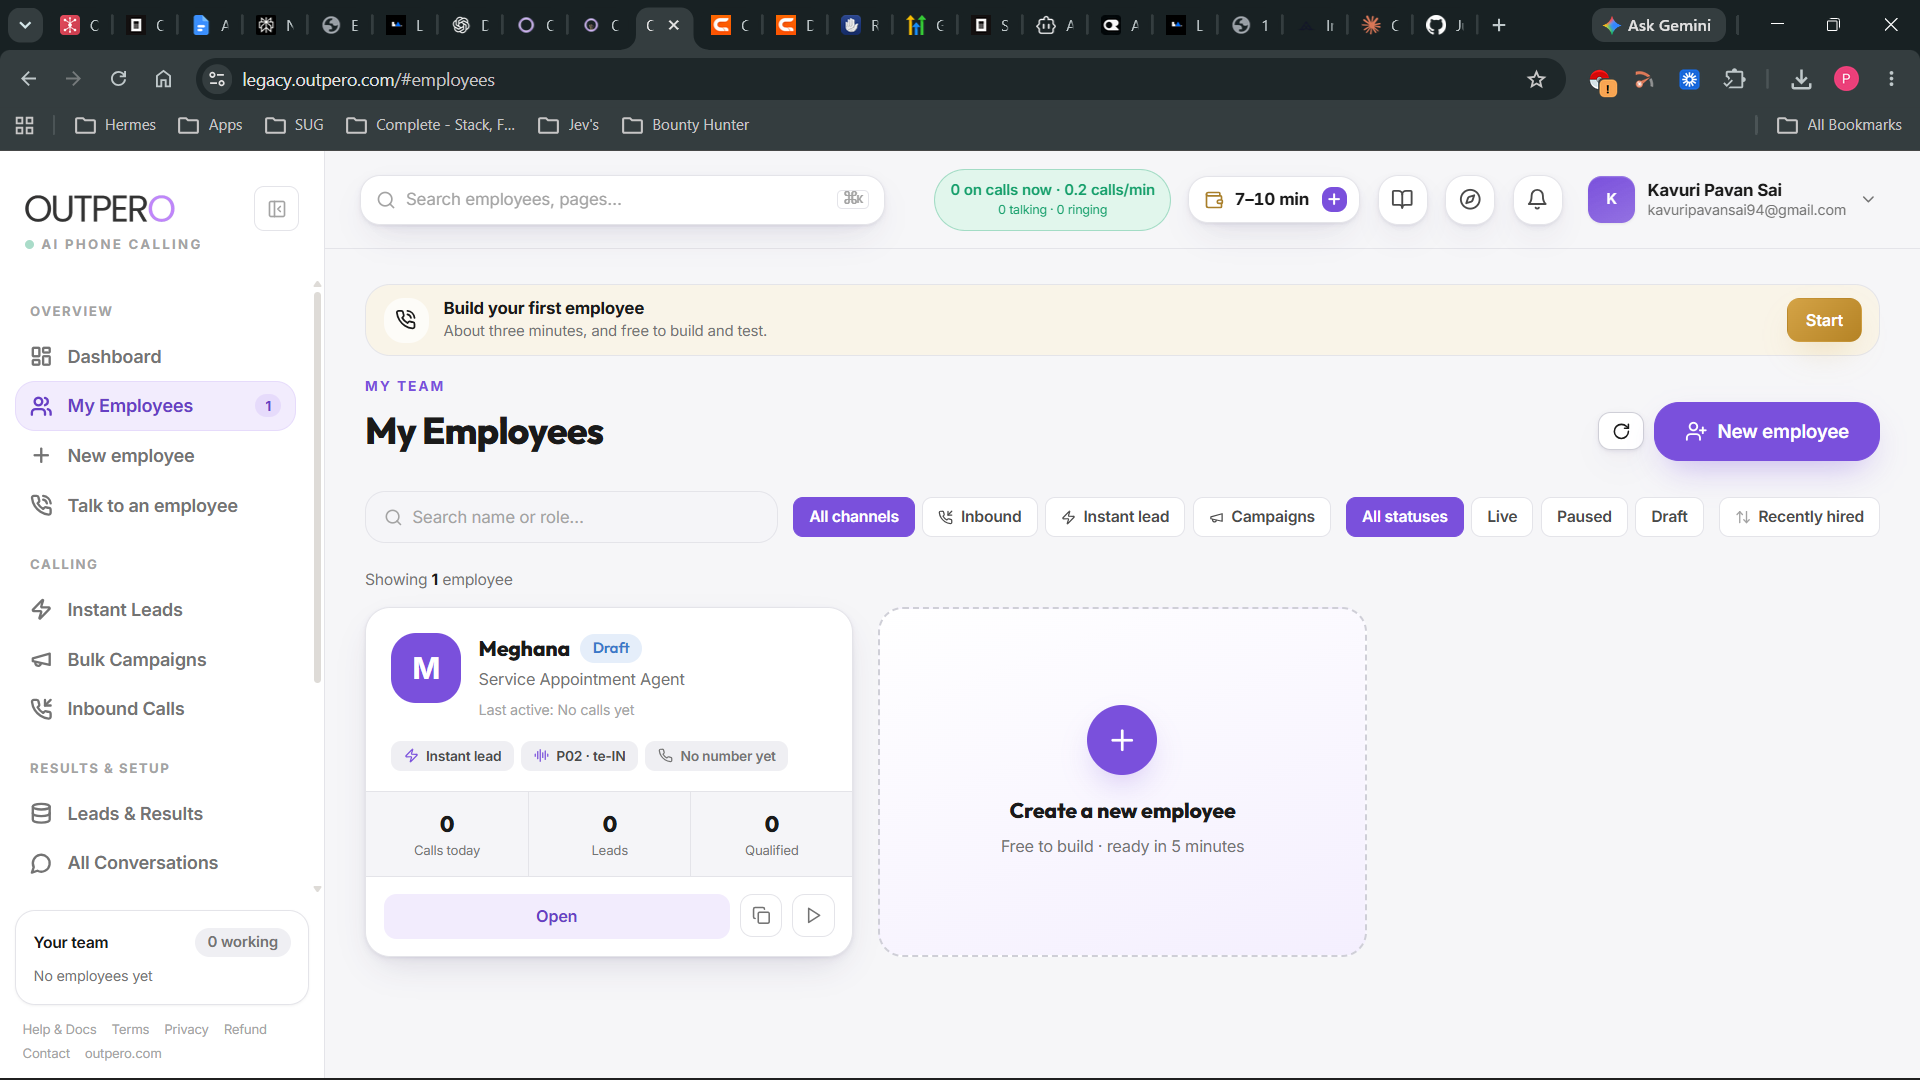 Ask Gemini
legacy.outpero.com/#employees
P
Hermes
Apps
SUG
Complete - Stack, F...
Jev's
Bounty Hunter
All Bookmarks
OUTPERO
AI PHONE CALLING
Search employees, pages...
⌘k
0 on calls now · 0.2 calls/min
0 talking · 0 ringing
7–10 min
K
Kavuri Pavan Sai
kavuripavansai94@gmail.com
OVERVIEW
Dashboard
My Employees 1
New employee
Talk to an employee
CALLING
Instant Leads
Bulk Campaigns
Inbound Calls
RESULTS & SETUP
Leads & Results
All Conversations
Your team
0 working
No employees yet
Help & Docs Terms Privacy Refund
Contact outpero.com
Build your first employee
About three minutes, and free to build and test.
Start
MY TEAM
My Employees
New employee
Search name or role...
All channels
Inbound
Instant lead
Campaigns
All statuses
Live
Paused
Draft
Recently hired
Showing 1 employee
M
Meghana Draft
Service Appointment Agent
Last active: No calls yet
Instant lead
P02 · te-IN
No number yet
0 0 0
Calls today Leads Qualified
Open
Create a new employee
Free to build · ready in 5 minutes